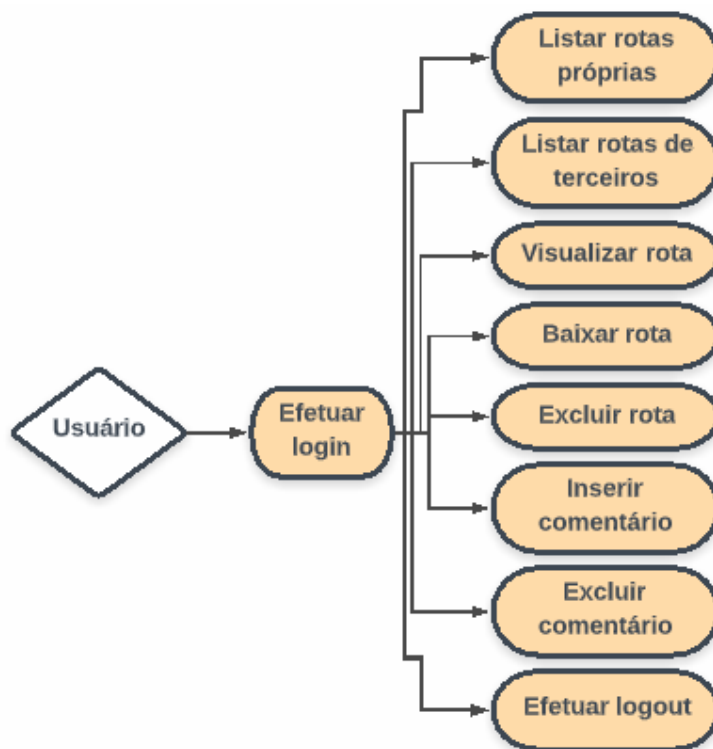 Listar rotas
próprias
Listar rotas de
terceiros
Visualizar rota
Baixar rota
Usuário
Efetuar
login
Excluir rota
Inserir
comentário
Excluir
comentário
Efetuar logout